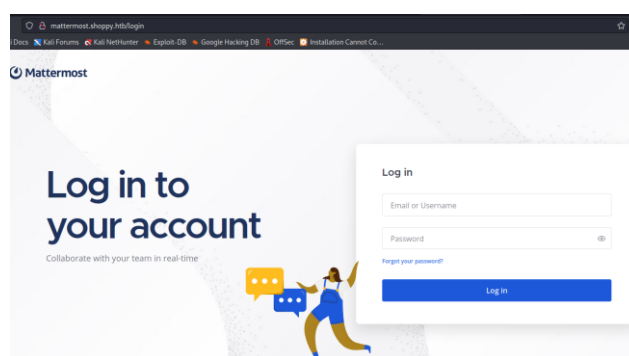 mattermost.shoppy.htb/login
i Docs Kali Forums Kali NetHunter Exploit-DB Google Hacking DB OffSec Installation Cannot Co...
Mattermost
Log in to
your account
Collaborate with your team in real-time
Log in
Email or Username
Password
Forgot your password?
Log in